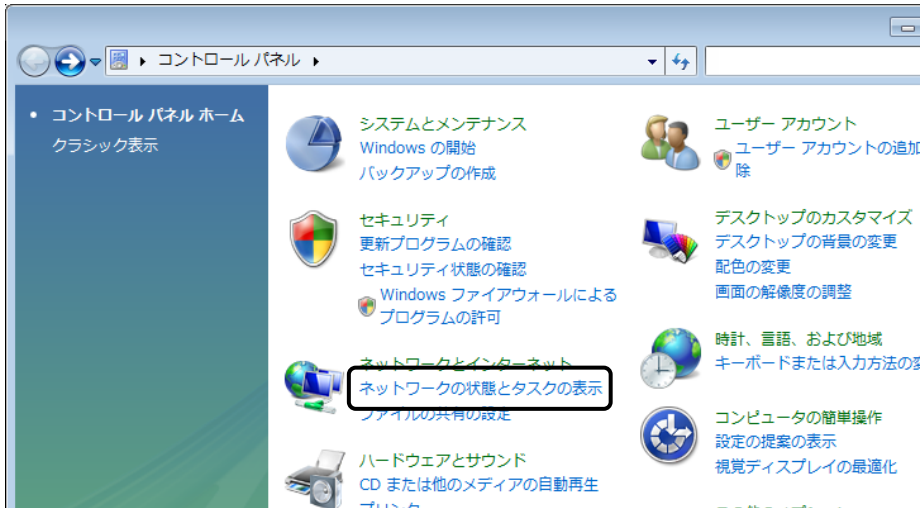 コントロール パネル
コントロール パネル ホーム
クラシック表示
システムとメンテナンス
Windows の開始
バックアップの作成
セキュリティ
更新プログラムの確認
セキュリティ状態の確認
Windows ファイアウォールによる
プログラムの許可
ネットワークとインターネット
ネットワークの状態とタスクの表示
ファイルの共有の設定
ハードウェアとサウンド
CD または他のメディアの自動再生
プリンタ
ユーザー アカウント
ユーザー アカウントの追加
除
デスクトップのカスタマイズ
デスクトップの背景の変更
配色の変更
画面の解像度の調整
時計、言語、および地域
キーボードまたは入力方法の変
コンピュータの簡単操作
設定の提案の表示
視覚ディスプレイの最適化